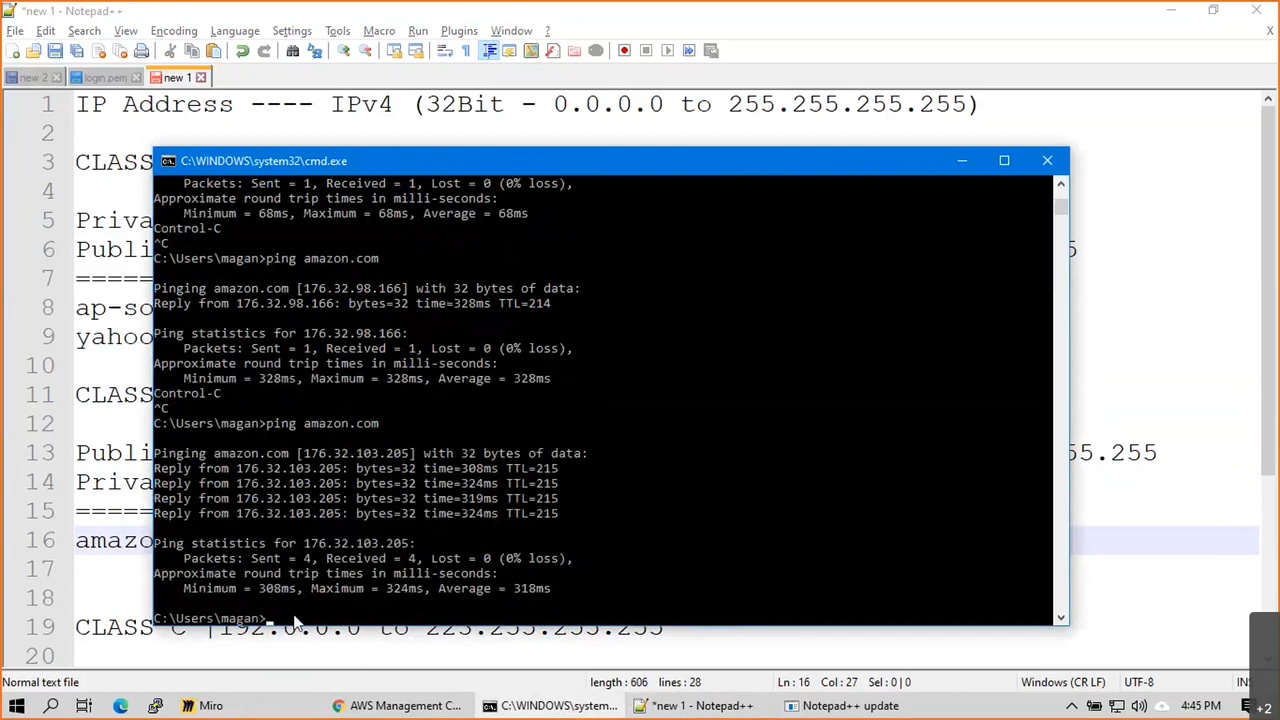 *new 1 - Notepad++
File Edit Search View Encoding Language Settings Tools Macro Run Plugins Window ? X
new 2 login.pem new 1
1 IP Address ---- IPv4 (32Bit - 0.0.0.0 to 255.255.255.255)
2
3 CLASS
4
5 Priva
6 Publi 5
7 =====
8 ap-so
9 yahoo
10
11 CLASS
12
13 Publi 55.255
14 Priva
15 =====
16 amazo
17
18
19 CLASS C |192.0.0.0 to 223.255.255.255
20
C:\WINDOWS\system32\cmd.exe
Packets: Sent = 1, Received = 1, Lost = 0 (0% loss),
Approximate round trip times in milli-seconds:
Minimum = 68ms, Maximum = 68ms, Average = 68ms
Control-C
^C
C:\Users\magan>ping amazon.com
Pinging amazon.com [176.32.98.166] with 32 bytes of data:
Reply from 176.32.98.166: bytes=32 time=328ms TTL=214
Ping statistics for 176.32.98.166:
Packets: Sent = 1, Received = 1, Lost = 0 (0% loss),
Approximate round trip times in milli-seconds:
Minimum = 328ms, Maximum = 328ms, Average = 328ms
Control-C
^C
C:\Users\magan>ping amazon.com
Pinging amazon.com [176.32.103.205] with 32 bytes of data:
Reply from 176.32.103.205: bytes=32 time=308ms TTL=215
Reply from 176.32.103.205: bytes=32 time=324ms TTL=215
Reply from 176.32.103.205: bytes=32 time=319ms TTL=215
Reply from 176.32.103.205: bytes=32 time=324ms TTL=215
Ping statistics for 176.32.103.205:
Packets: Sent = 4, Received = 4, Lost = 0 (0% loss),
Approximate round trip times in milli-seconds:
Minimum = 308ms, Maximum = 324ms, Average = 318ms
C:\Users\magan>_
Normal text file length : 606 lines : 28 Ln : 16 Col : 27 Sel : 0 | 0 Windows (CR LF) UTF-8 IN
Miro AWS Management C... C:\WINDOWS\system... *new 1 - Notepad++ Notepad++ update 4:45 PM +2